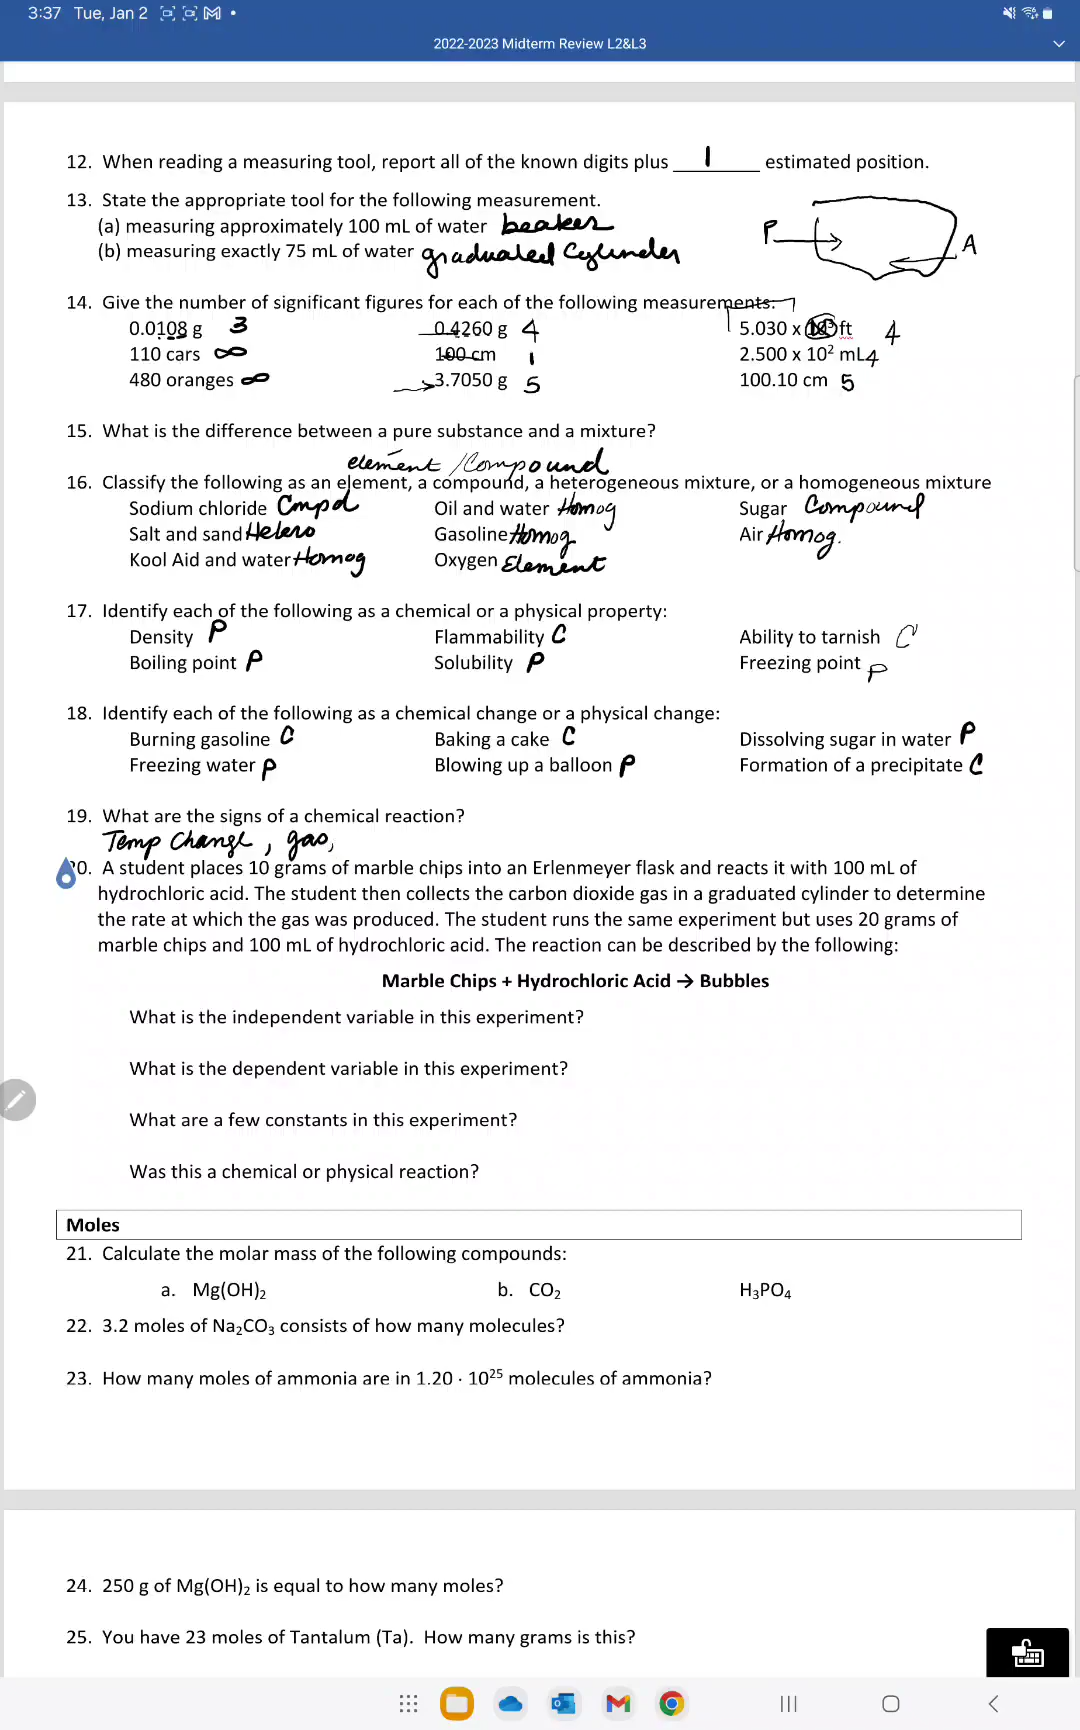 3:37 Tue, Jan 2
2022-2023 Midterm Review L2&L3
12. When reading a measuring tool, report all of the known digits plus 1 estimated position.
13. State the appropriate tool for the following measurement.
(a) measuring approximately 100 mL of water beaker
(b) measuring exactly 75 mL of water graduated Cylinder
P A
14. Give the number of significant figures for each of the following measurements.
0.0108 g 3 0.4260 g 4 5.030 x 10³ ft 4
110 cars ∞ 100 cm 1 2.500 x 10² mL 4
480 oranges ∞ 3.7050 g 5 100.10 cm 5
15. What is the difference between a pure substance and a mixture?
element / Compound
16. Classify the following as an element, a compound, a heterogeneous mixture, or a homogeneous mixture
Sodium chloride Cmpd Oil and water Homog Sugar Compound
Salt and sand Hetero Gasoline Homog Air Homog.
Kool Aid and water Homog Oxygen Element
17. Identify each of the following as a chemical or a physical property:
Density P Flammability C Ability to tarnish C
Boiling point P Solubility P Freezing point P
18. Identify each of the following as a chemical change or a physical change:
Burning gasoline C Baking a cake C Dissolving sugar in water P
Freezing water P Blowing up a balloon P Formation of a precipitate C
19. What are the signs of a chemical reaction?
Temp Change, gas,
20. A student places 10 grams of marble chips into an Erlenmeyer flask and reacts it with 100 mL of
hydrochloric acid. The student then collects the carbon dioxide gas in a graduated cylinder to determine
the rate at which the gas was produced. The student runs the same experiment but uses 20 grams of
marble chips and 100 mL of hydrochloric acid. The reaction can be described by the following:
Marble Chips + Hydrochloric Acid → Bubbles
What is the independent variable in this experiment?
What is the dependent variable in this experiment?
What are a few constants in this experiment?
Was this a chemical or physical reaction?
Moles
21. Calculate the molar mass of the following compounds:
a. Mg(OH)₂ b. CO₂ H₃PO₄
22. 3.2 moles of Na₂CO₃ consists of how many molecules?
23. How many moles of ammonia are in 1.20 · 10²⁵ molecules of ammonia?
24. 250 g of Mg(OH)₂ is equal to how many moles?
25. You have 23 moles of Tantalum (Ta). How many grams is this?